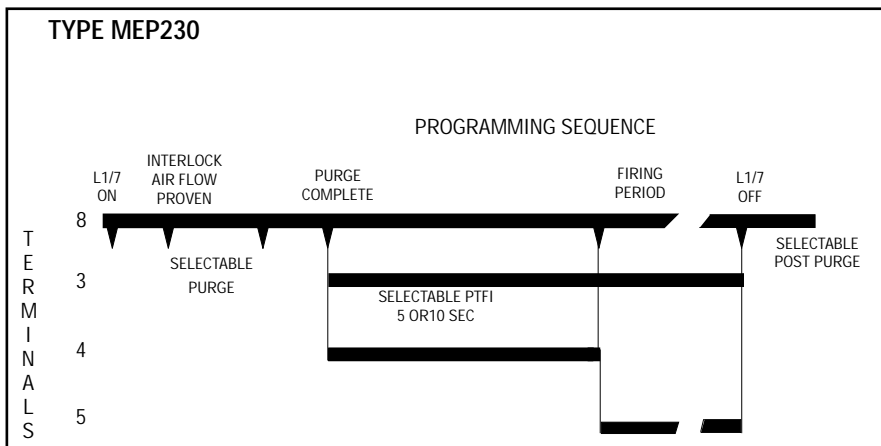 TYPE MEP230
PROGRAMMING SEQUENCE
L1/7
ON
INTERLOCK
AIR FLOW
PROVEN
PURGE
COMPLETE
FIRING
PERIOD
L1/7
OFF
8
SELECTABLE
PURGE
SELECTABLE
POST PURGE
TERMINALS
3
SELECTABLE PTFI
5 OR10 SEC
4
5